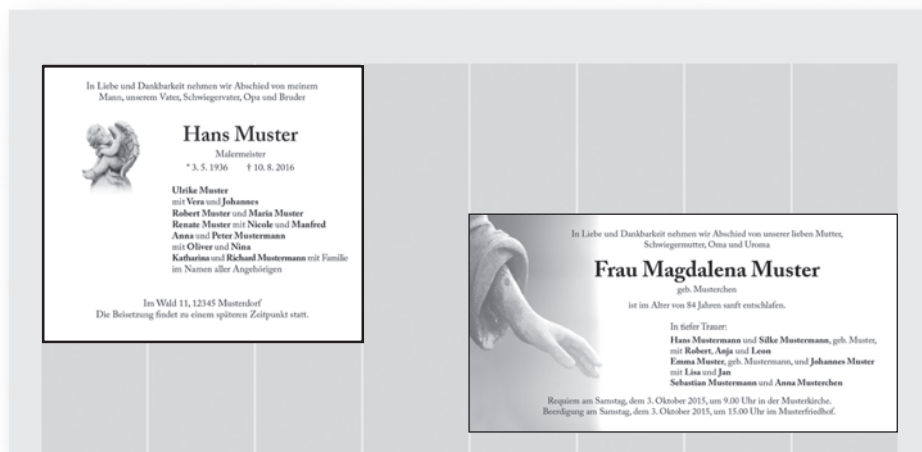 In Liebe und Dankbarkeit nehmen wir Abschied von meinem
Mann, unserem Vater, Schwiegervater, Opa und Bruder
Hans Muster
Malermeister
* 3. 5. 1936 † 10. 8. 2016
Ulrike Muster
mit Vera und Johannes
Robert Muster und Maria Muster
Renate Muster mit Nicole und Manfred
Anna und Peter Mustermann
mit Oliver und Nina
Katharina und Richard Mustermann mit Familie
im Namen aller Angehörigen
Im Wald 11, 12345 Musterdorf
Die Beisetzung findet zu einem späteren Zeitpunkt statt.
In Liebe und Dankbarkeit nehmen wir Abschied von unserer lieben Mutter,
Schwiegermutter, Oma und Uroma
Frau Magdalena Muster
geb. Musterchen
ist im Alter von 84 Jahren sanft entschlafen.
In tiefer Trauer:
Hans Mustermann und Silke Mustermann, geb. Muster,
mit Robert, Anja und Leon
Emma Muster, geb. Mustermann, und Johannes Muster
mit Lisa und Jan
Sebastian Mustermann und Anna Musterchen
Requiem am Samstag, dem 3. Oktober 2015, um 9.00 Uhr in der Musterkirche.
Beerdigung am Samstag, dem 3. Oktober 2015, um 15.00 Uhr im Musterfriedhof.